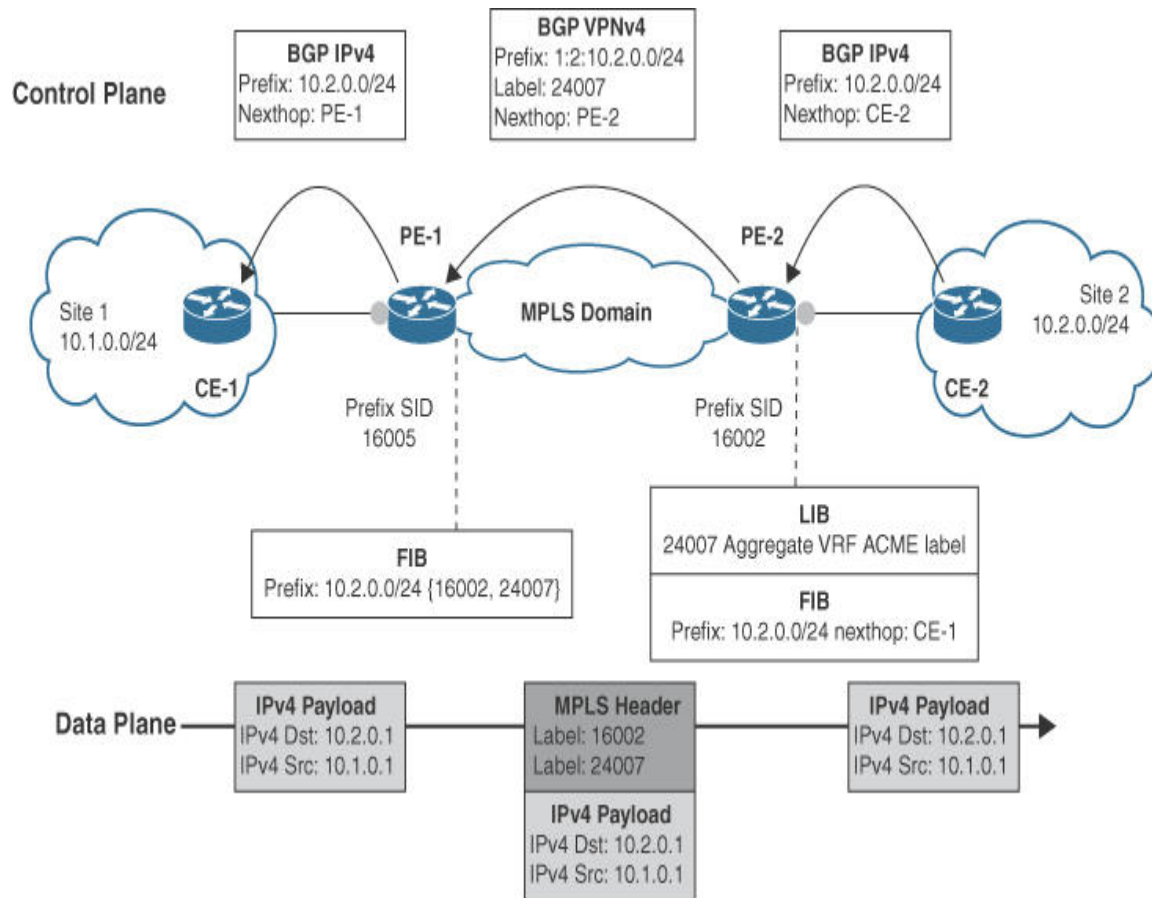 BGP IPv4
Prefix: 10.2.0.0/24
Nexthop: PE-1
BGP VPNv4
Prefix: 1:2:10.2.0.0/24
Label: 24007
Nexthop: PE-2
BGP IPv4
Prefix: 10.2.0.0/24
Nexthop: CE-2
Control Plane
PE-1
PE-2
Site 1
10.1.0.0/24
CE-1
MPLS Domain
Site 2
10.2.0.0/24
CE-2
Prefix SID
16005
Prefix SID
16002
FIB
Prefix: 10.2.0.0/24 {16002, 24007}
LIB
24007 Aggregate VRF ACME label
FIB
Prefix: 10.2.0.0/24 nexthop: CE-1
Data Plane
IPv4 Payload
IPv4 Dst: 10.2.0.1
IPv4 Src: 10.1.0.1
MPLS Header
Label: 16002
Label: 24007
IPv4 Payload
IPv4 Dst: 10.2.0.1
IPv4 Src: 10.1.0.1
IPv4 Payload
IPv4 Dst: 10.2.0.1
IPv4 Src: 10.1.0.1